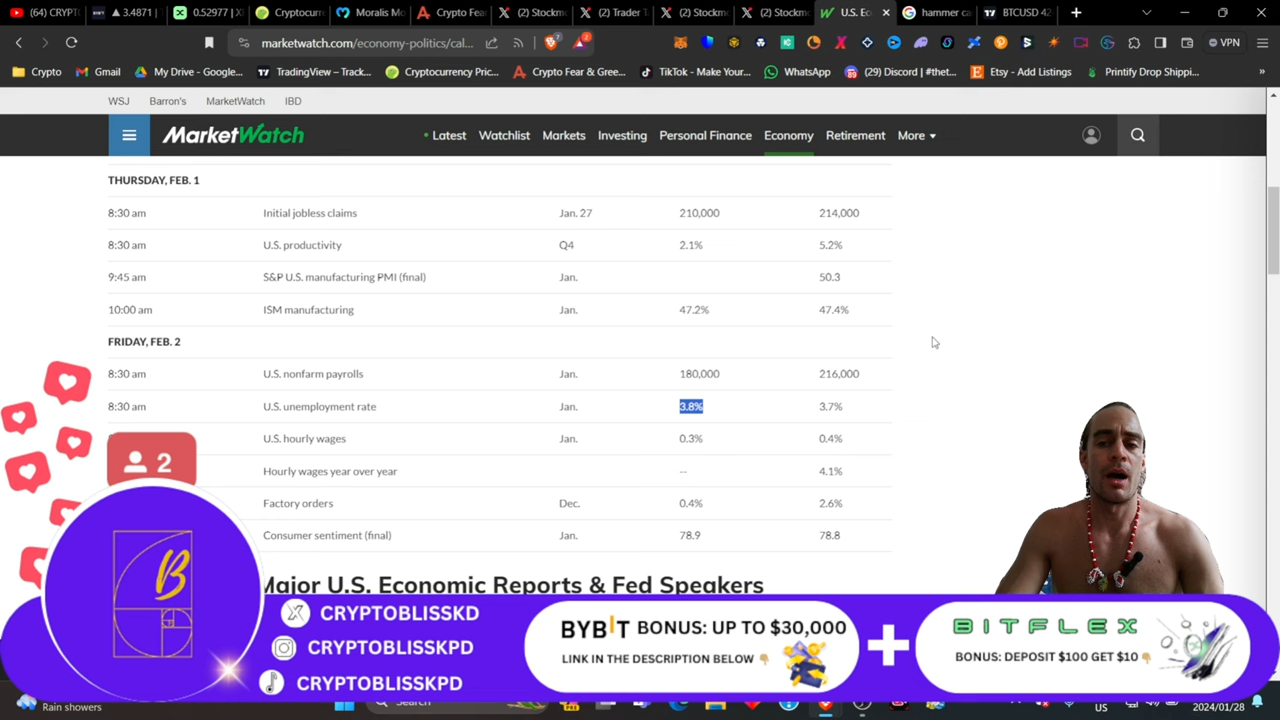 (44) CRYPT
3.4871 |
0.52977 | X
Cryptocurr
Moralis Mo
Crypto Fea
(2) Stockm
(2) Trader T
(2) Stockm
(2) Stockm
U.S. Ec
hammer ca
BTCUSD 42
marketwatch.com/economy-politics/cal...
VPN
Crypto
Gmail
My Drive - Google...
TradingView – Track...
Cryptocurrency Pric...
Crypto Fear & Gree...
TikTok - Make Your...
WhatsApp
(29) Discord | #thet...
Etsy - Add Listings
Printify Drop Shippi...
WSJ Barron's MarketWatch IBD
MarketWatch
Latest Watchlist Markets Investing Personal Finance Economy Retirement More
THURSDAY, FEB. 1
8:30 am Initial jobless claims Jan. 27 210,000 214,000
8:30 am U.S. productivity Q4 2.1% 5.2%
9:45 am S&P U.S. manufacturing PMI (final) Jan. 50.3
10:00 am ISM manufacturing Jan. 47.2% 47.4%
FRIDAY, FEB. 2
8:30 am U.S. nonfarm payrolls Jan. 180,000 216,000
8:30 am U.S. unemployment rate Jan. 3.8% 3.7%
U.S. hourly wages Jan. 0.3% 0.4%
2
Hourly wages year over year -- 4.1%
Factory orders Dec. 0.4% 2.6%
Consumer sentiment (final) Jan. 78.9 78.8
Major U.S. Economic Reports & Fed Speakers
B
X CRYPTOBLISSKD
CRYPTOBLISSKPD
CRYPTOBLISSKPD
BYBIT BONUS: UP TO $30,000
LINK IN THE DESCRIPTION BELOW
+
BITFLEX
BONUS: DEPOSIT $100 GET $10
Rain showers
Search
US
2024/01/28